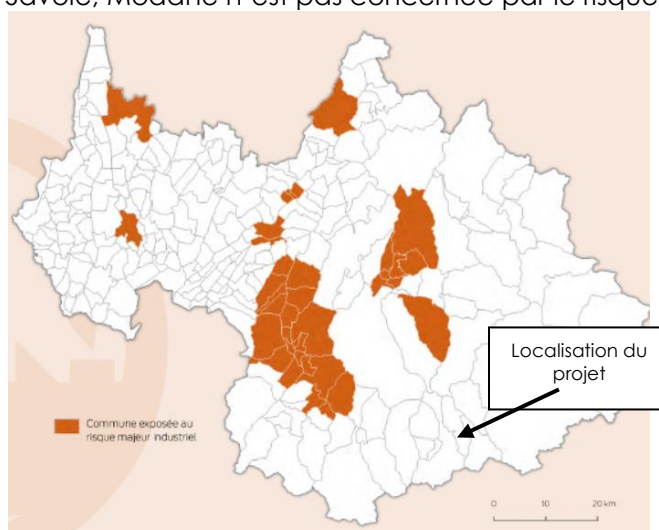 Savoie, Modane n'est pas concernée par le risque
Localisation du
projet
Commune exposée au
risque majeur industriel
0 10 20 km